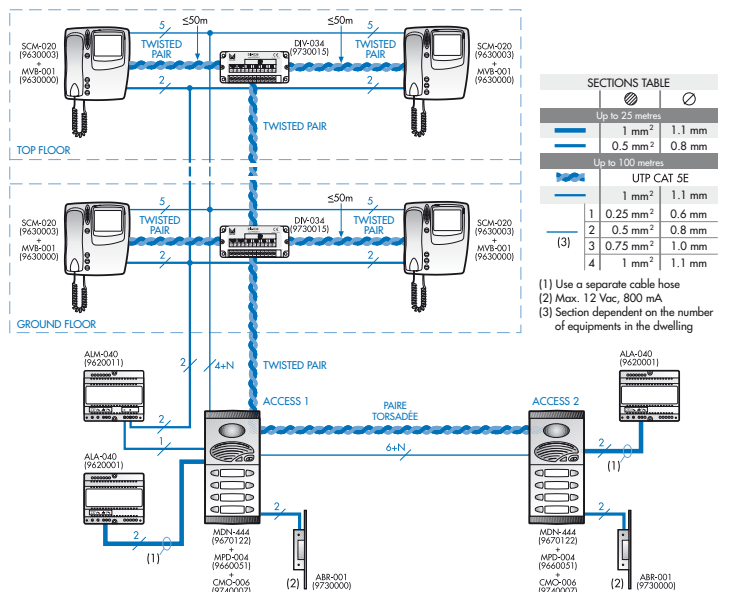 5
≤50m
DIV-034
(9730015)
≤50m
5
SCM-020
(9630003)
+
MVB-001
(9630000)
TWISTED
PAIR
TWISTED
PAIR
SCM-020
(9630003)
+
MVB-001
(9630000)
2
2
TWISTED PAIR
TOP FLOOR
5
≤50m
DIV-034
(9730015)
5
SCM-020
(9630003)
+
MVB-001
(9630000)
TWISTED
PAIR
TWISTED
PAIR
SCM-020
(9630003)
+
MVB-001
(9630000)
2
2
GROUND FLOOR
SECTIONS TABLE
Up to 25 metres
1 mm² 1.1 mm
0.5 mm² 0.8 mm
Up to 100 metres
UTP CAT 5E
1 mm² 1.1 mm
(3)
1 0.25 mm² 0.6 mm
2 0.5 mm² 0.8 mm
3 0.75 mm² 1.0 mm
4 1 mm² 1.1 mm
(1) Use a separate cable hose
(2) Max. 12 Vac, 800 mA
(3) Section dependent on the number
of equipments in the dwelling
ALM-040
(9620011)
2
4+N
TWISTED PAIR
ALA-040
(9620001)
ACCESS 1
PAIRE
TORSADÉE
ACCESS 2
2
1
6+N
2
(1)
ALA-040
(9620001)
2
(1)
2
2
MDN-444
(9670122)
+
MPD-004
(9660051)
+
CMO-006
(9740007)
(2)
ABR-001
(9730000)
MDN-444
(9670122)
+
MPD-004
(9660051)
+
CMO-006
(9740007)
(2)
ABR-001
(9730000)